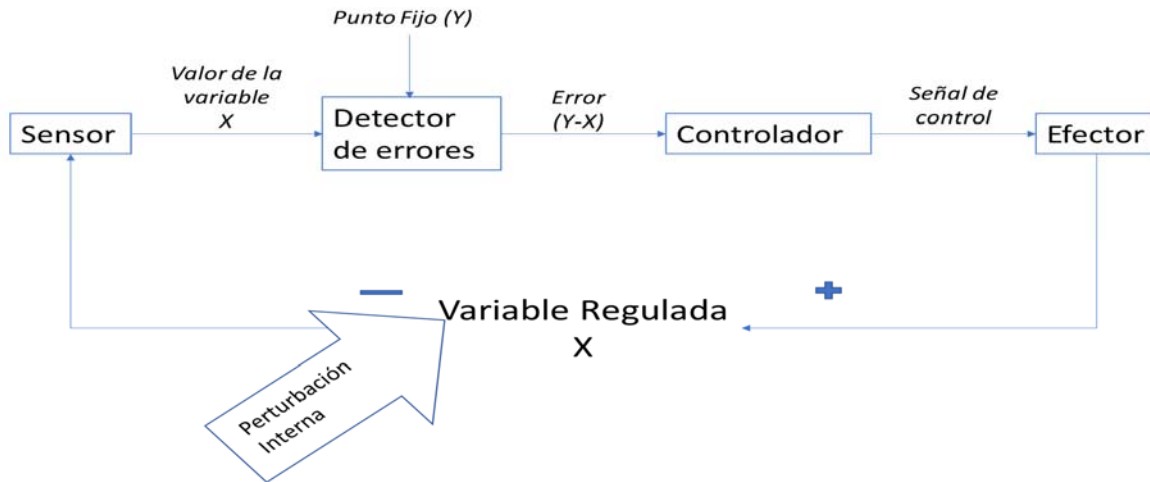 Punto Fijo (Y)
Valor de la
variable
X
Error
(Y-X)
Señal de
control
Sensor
Detector
de errores
Controlador
Efector
Variable Regulada
X
Perturbación
Interna